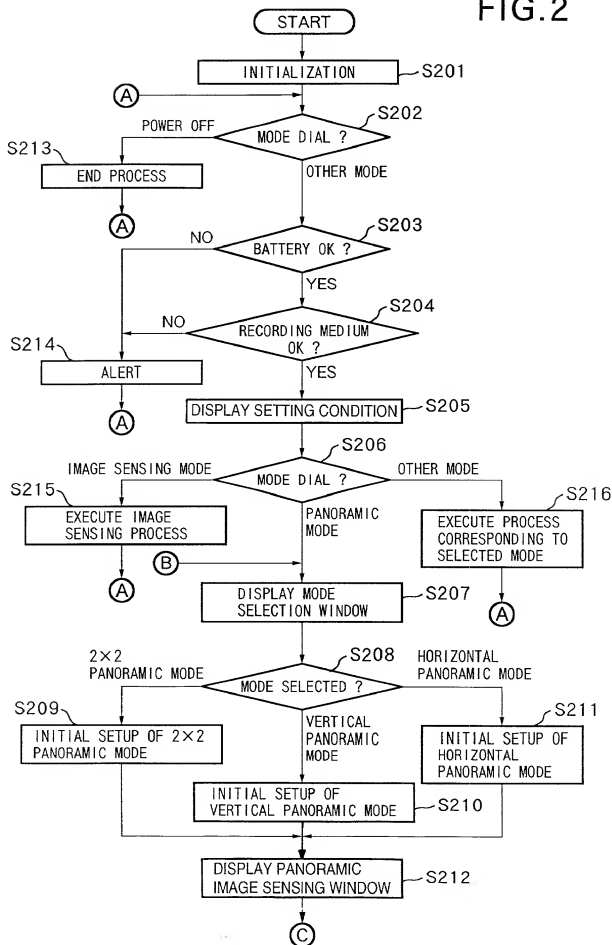 FIG.2
START
INITIALIZATION
S201
A
S202
MODE DIAL ?
POWER OFF
S213
END PROCESS
OTHER MODE
A
S203
NO
BATTERY OK ?
YES
S204
NO
RECORDING MEDIUM
OK ?
S214
ALERT
YES
A
DISPLAY SETTING CONDITION
S205
S206
IMAGE SENSING MODE
MODE DIAL ?
OTHER MODE
S215
S216
EXECUTE IMAGE
SENSING PROCESS
PANORAMIC
MODE
EXECUTE PROCESS
CORRESPONDING TO
SELECTED MODE
B
A
A
DISPLAY MODE
SELECTION WINDOW
S207
2×2
PANORAMIC MODE
S208
HORIZONTAL
PANORAMIC MODE
MODE SELECTED ?
S209
S211
INITIAL SETUP OF 2×2
PANORAMIC MODE
VERTICAL
PANORAMIC
MODE
INITIAL SETUP OF
HORIZONTAL
PANORAMIC MODE
INITIAL SETUP OF
VERTICAL PANORAMIC MODE
S210
DISPLAY PANORAMIC
IMAGE SENSING WINDOW
S212
C